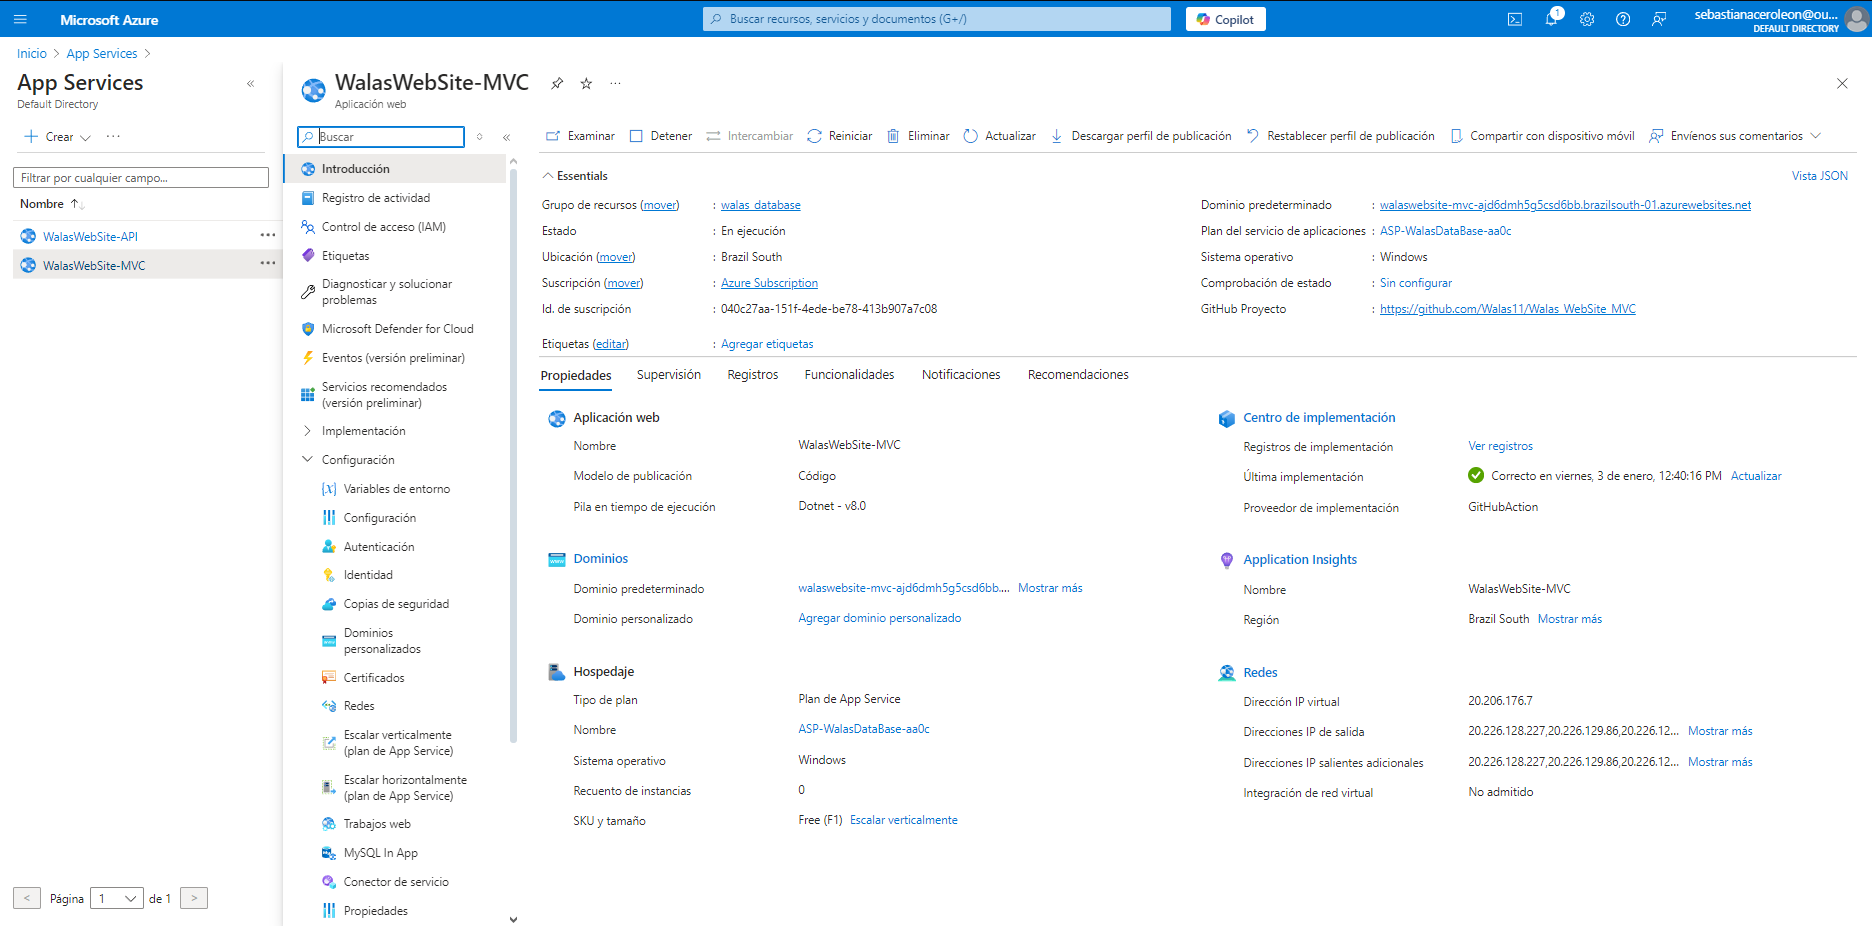 Microsoft Azure
Buscar recursos, servicios y documentos (G+/)
Copilot
1
sebastianaceroleon@ou...
DEFAULT DIRECTORY
Inicio > App Services >
App Services
Default Directory
Crear
Filtrar por cualquier campo...
Nombre
WalasWebSite-API
WalasWebSite-MVC
< Página 1 de 1 >
WalasWebSite-MVC
Aplicación web
Buscar
Introducción
Registro de actividad
Control de acceso (IAM)
Etiquetas
Diagnosticar y solucionar
problemas
Microsoft Defender for Cloud
Eventos (versión preliminar)
Servicios recomendados
(versión preliminar)
Implementación
Configuración
Variables de entorno
Configuración
Autenticación
Identidad
Copias de seguridad
Dominios
personalizados
Certificados
Redes
Escalar verticalmente
(plan de App Service)
Escalar horizontalmente
(plan de App Service)
Trabajos web
MySQL In App
Conector de servicio
Propiedades
Examinar Detener Intercambiar Reiniciar Eliminar Actualizar Descargar perfil de publicación Restablecer perfil de publicación Compartir con dispositivo móvil Envíenos sus comentarios
Essentials
Vista JSON
Grupo de recursos (mover) : walas_database
Estado : En ejecución
Ubicación (mover) : Brazil South
Suscripción (mover) : Azure Subscription
Id. de suscripción : 040c27aa-151f-4ede-be78-413b907a7c08
Dominio predeterminado : walaswebsite-mvc-ajd6dmh5g5csd6bb.brazilsouth-01.azurewebsites.net
Plan del servicio de aplicaciones : ASP-WalasDataBase-aa0c
Sistema operativo : Windows
Comprobación de estado : Sin configurar
GitHub Proyecto : https://github.com/Walas11/Walas_WebSite_MVC
Etiquetas (editar) : Agregar etiquetas
Propiedades Supervisión Registros Funcionalidades Notificaciones Recomendaciones
Aplicación web
Nombre WalasWebSite-MVC
Modelo de publicación Código
Pila en tiempo de ejecución Dotnet - v8.0
Dominios
Dominio predeterminado walaswebsite-mvc-ajd6dmh5g5csd6bb.... Mostrar más
Dominio personalizado Agregar dominio personalizado
Hospedaje
Tipo de plan Plan de App Service
Nombre ASP-WalasDataBase-aa0c
Sistema operativo Windows
Recuento de instancias 0
SKU y tamaño Free (F1) Escalar verticalmente
Centro de implementación
Registros de implementación Ver registros
Última implementación Correcto en viernes, 3 de enero, 12:40:16 PM Actualizar
Proveedor de implementación GitHubAction
Application Insights
Nombre WalasWebSite-MVC
Región Brazil South Mostrar más
Redes
Dirección IP virtual 20.206.176.7
Direcciones IP de salida 20.226.128.227,20.226.129.86,20.226.12... Mostrar más
Direcciones IP salientes adicionales 20.226.128.227,20.226.129.86,20.226.12... Mostrar más
Integración de red virtual No admitido